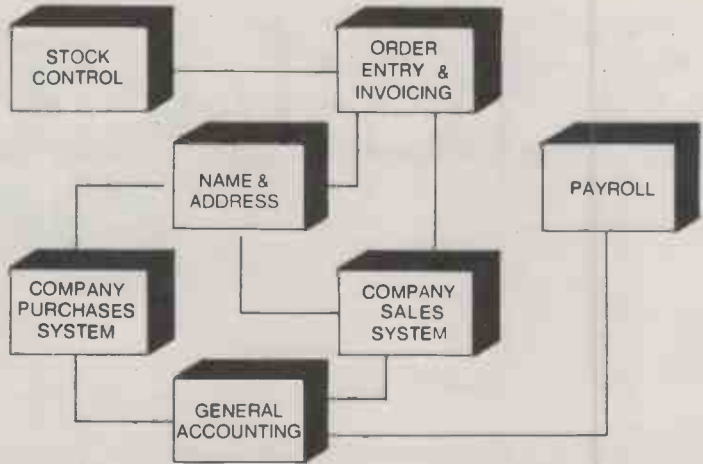 STOCK
CONTROL
ORDER
ENTRY &
INVOICING
NAME &
ADDRESS
PAYROLL
COMPANY
PURCHASES
SYSTEM
COMPANY
SALES
SYSTEM
GENERAL
ACCOUNTING